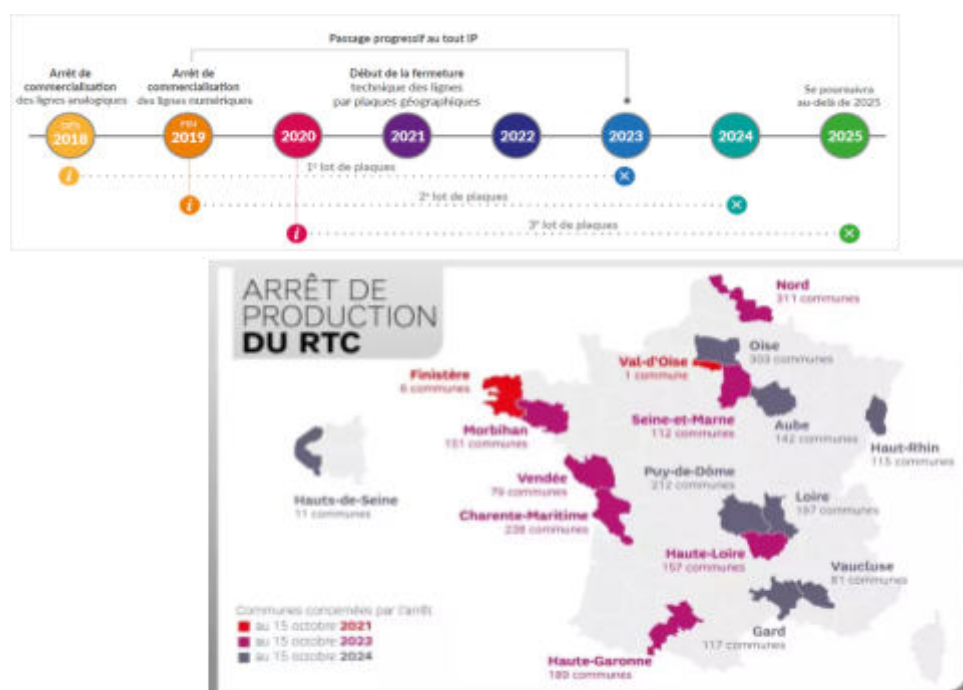 Passage progressif au tout IP
Arrêt de
commercialisation
des lignes analogiques
Arrêt de
commercialisation
des lignes numériques
Début de la fermeture
technique des lignes
par plaques géographiques
Se poursuivra
au-delà de 2025
2018
FIN
2019
2020
2021
2022
2023
2024
2025
1er lot de plaques
2e lot de plaques
3e lot de plaques
ARRÊT DE
PRODUCTION
DU RTC
Nord
311 communes
Oise
303 communes
Val-d'Oise
1 commune
Finistère
6 communes
Seine-et-Marne
112 communes
Aube
142 communes
Morbihan
151 communes
Haut-Rhin
115 communes
Vendée
79 communes
Puy-de-Dôme
212 communes
Hauts-de-Seine
11 communes
Loire
197 communes
Charente-Maritime
238 communes
Haute-Loire
157 communes
Vaucluse
81 communes
Gard
117 communes
Haute-Garonne
189 communes
Communes concernées par l'arrêt
au 15 octobre 2021
au 15 octobre 2023
au 15 octobre 2024